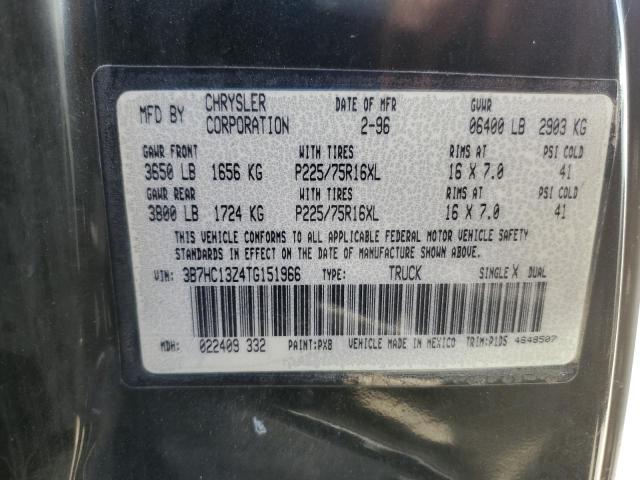 MFD BY CHRYSLER CORPORATION DATE OF MFR 2-96 GVWR 06400 LB 2903 KG
GAWR FRONT WITH TIRES RIMS AT PSI COLD
3650 LB 1656 KG P225/75R16XL 16 X 7.0 41
GAWR REAR WITH TIRES RIMS AT PSI COLD
3800 LB 1724 KG P225/75R16XL 16 X 7.0 41
THIS VEHICLE CONFORMS TO ALL APPLICABLE FEDERAL MOTOR VEHICLE SAFETY
STANDARDS IN EFFECT ON THE DATE OF MANUFACTURE SHOWN ABOVE.
VIN: 3B7HC13Z4TG151966 TYPE: TRUCK SINGLE X DUAL
MDH: 022409 332 PAINT:PX8 VEHICLE MADE IN MEXICO TRIM:P1DS 4648507